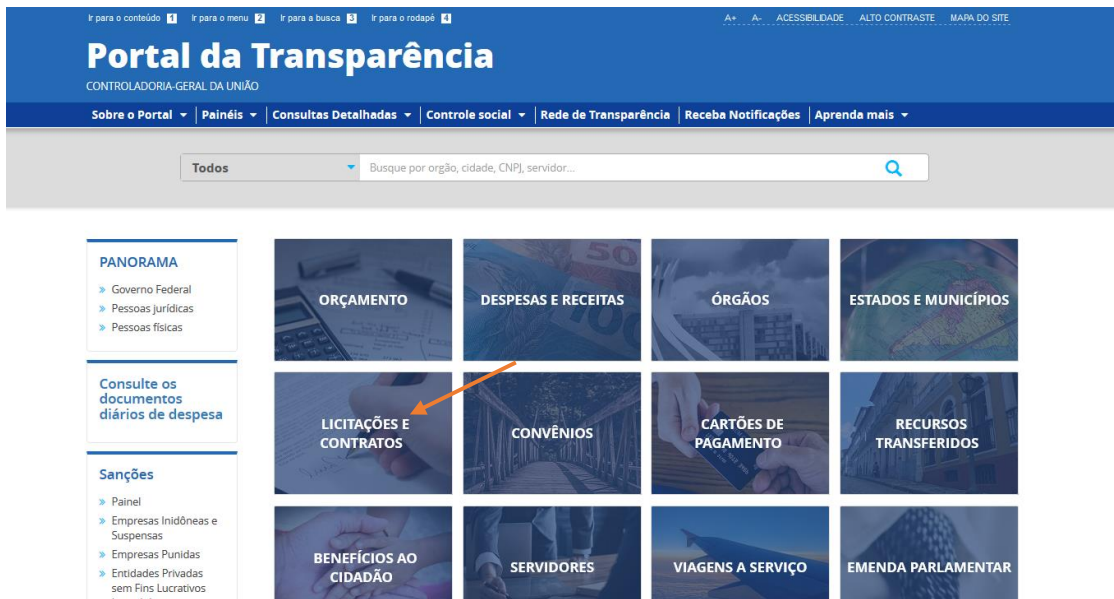 Ir para o conteúdo 1 Ir para o menu 2 Ir para a busca 3 Ir para o rodapé 4 A+ A- ACESSIBILIDADE ALTO CONTRASTE MAPA DO SITE
Portal da Transparência
CONTROLADORIA-GERAL DA UNIÃO
Sobre o Portal Painéis Consultas Detalhadas Controle social Rede de Transparência Receba Notificações Aprenda mais
Todos Busque por orgão, cidade, CNPJ, servidor...
PANORAMA
» Governo Federal
» Pessoas jurídicas
» Pessoas físicas
Consulte os
documentos
diários de despesa
Sanções
» Painel
» Empresas Inidôneas e
Suspensas
» Empresas Punidas
» Entidades Privadas
sem Fins Lucrativos
ORÇAMENTO
DESPESAS E RECEITAS
50
100
ÓRGÃOS
ESTADOS E MUNICÍPIOS
LICITAÇÕES E
CONTRATOS
CONVÊNIOS
CARTÕES DE
PAGAMENTO
RECURSOS
TRANSFERIDOS
BENEFÍCIOS AO
CIDADÃO
SERVIDORES
VIAGENS A SERVIÇO
EMENDA PARLAMENTAR